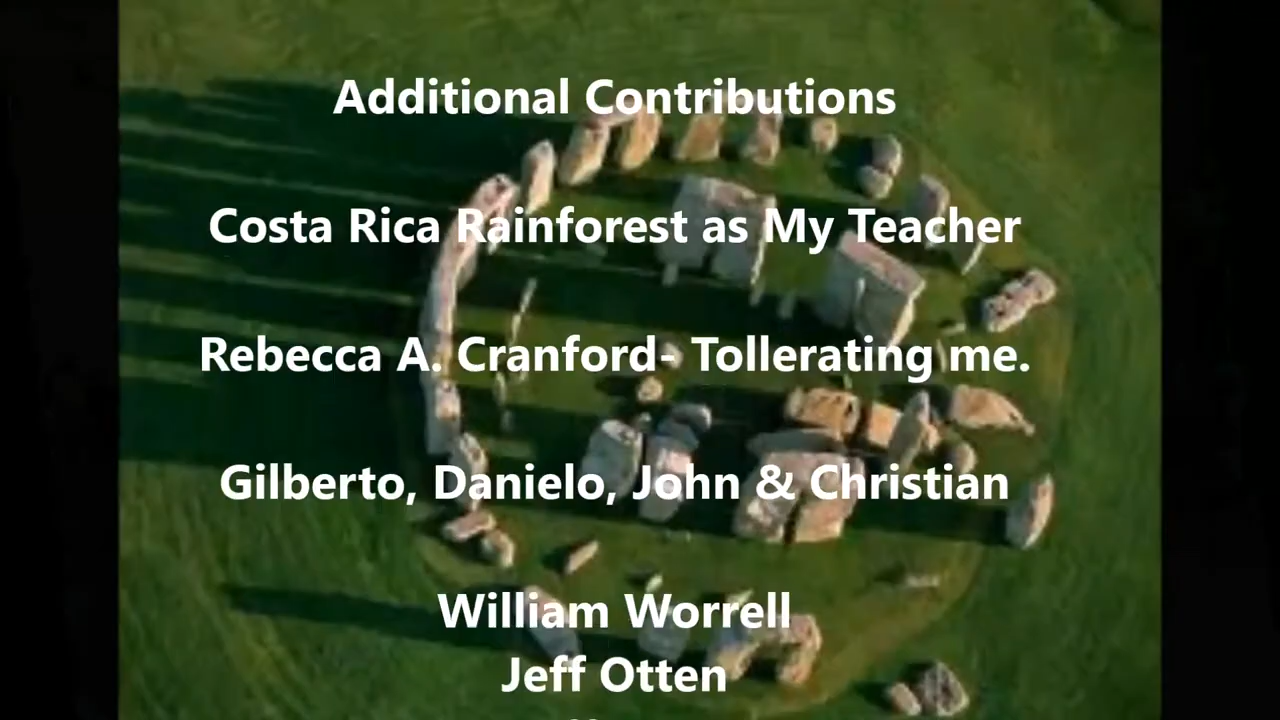 Additional Contributions
Costa Rica Rainforest as My Teacher
Rebecca A. Cranford- Tollerating me.
Gilberto, Danielo, John & Christian
William Worrell
Jeff Otten